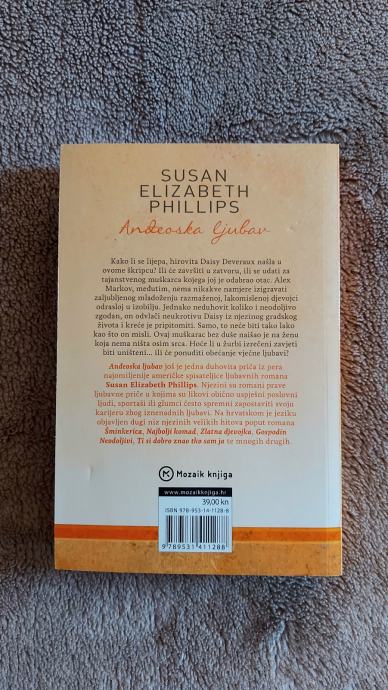 SUSAN
ELIZABETH
PHILLIPS
Anđeoska ljubav
Kako li se lijepa, hirovita Daisy Deveraux našla u
ovome škripcu? Ili će završiti u zatvoru, ili se udati za
tajanstvenog muškarca kojega joj je odabrao otac. Alex
Markov, međutim, nema nikakve namjere izigravati
zaljubljenog mladoženju razmaženoj, lakomislenoj djevojci
odrasloj u izobilju. Jednako neduhovit koliko i neodoljivo
zgodan, on odvlači neukrotivu Daisy iz njezinog gradskog
života i kreće je pripitomiti. Samo, to neće biti tako lako
kao što on misli. Ovaj muškarac bez duše naišao je na ženu
koja nema ništa osim srca. Hoće li u žurbi izrečeni zavjeti
biti uništeni... ili će ponuditi obećanje vječne ljubavi?
Anđeoska ljubav još je jedna duhovita priča iz pera
najomiljenije američke spisateljice ljubavnih romana
Susan Elizabeth Phillips. Njezini su romani prave
ljubavne priče u kojima su likovi obično uspješni poslovni
ljudi, sportaši ili glumci često spremni zapostaviti svoju
karijeru zbog iznenadnih ljubavi. Na hrvatskom je jeziku
objavljen dugi niz njezinih velikih hitova poput romana
Šminkerica, Najbolji komad, Zlatna djevojka, Gospodin
Neodoljivi, Ti si dobro znao tko sam ja te mnogih drugih.
Mozaik knjiga
www.mozaikknjiga.hr
39,00 kn
ISBN 978-953-14-1128-8
9 789531 411288